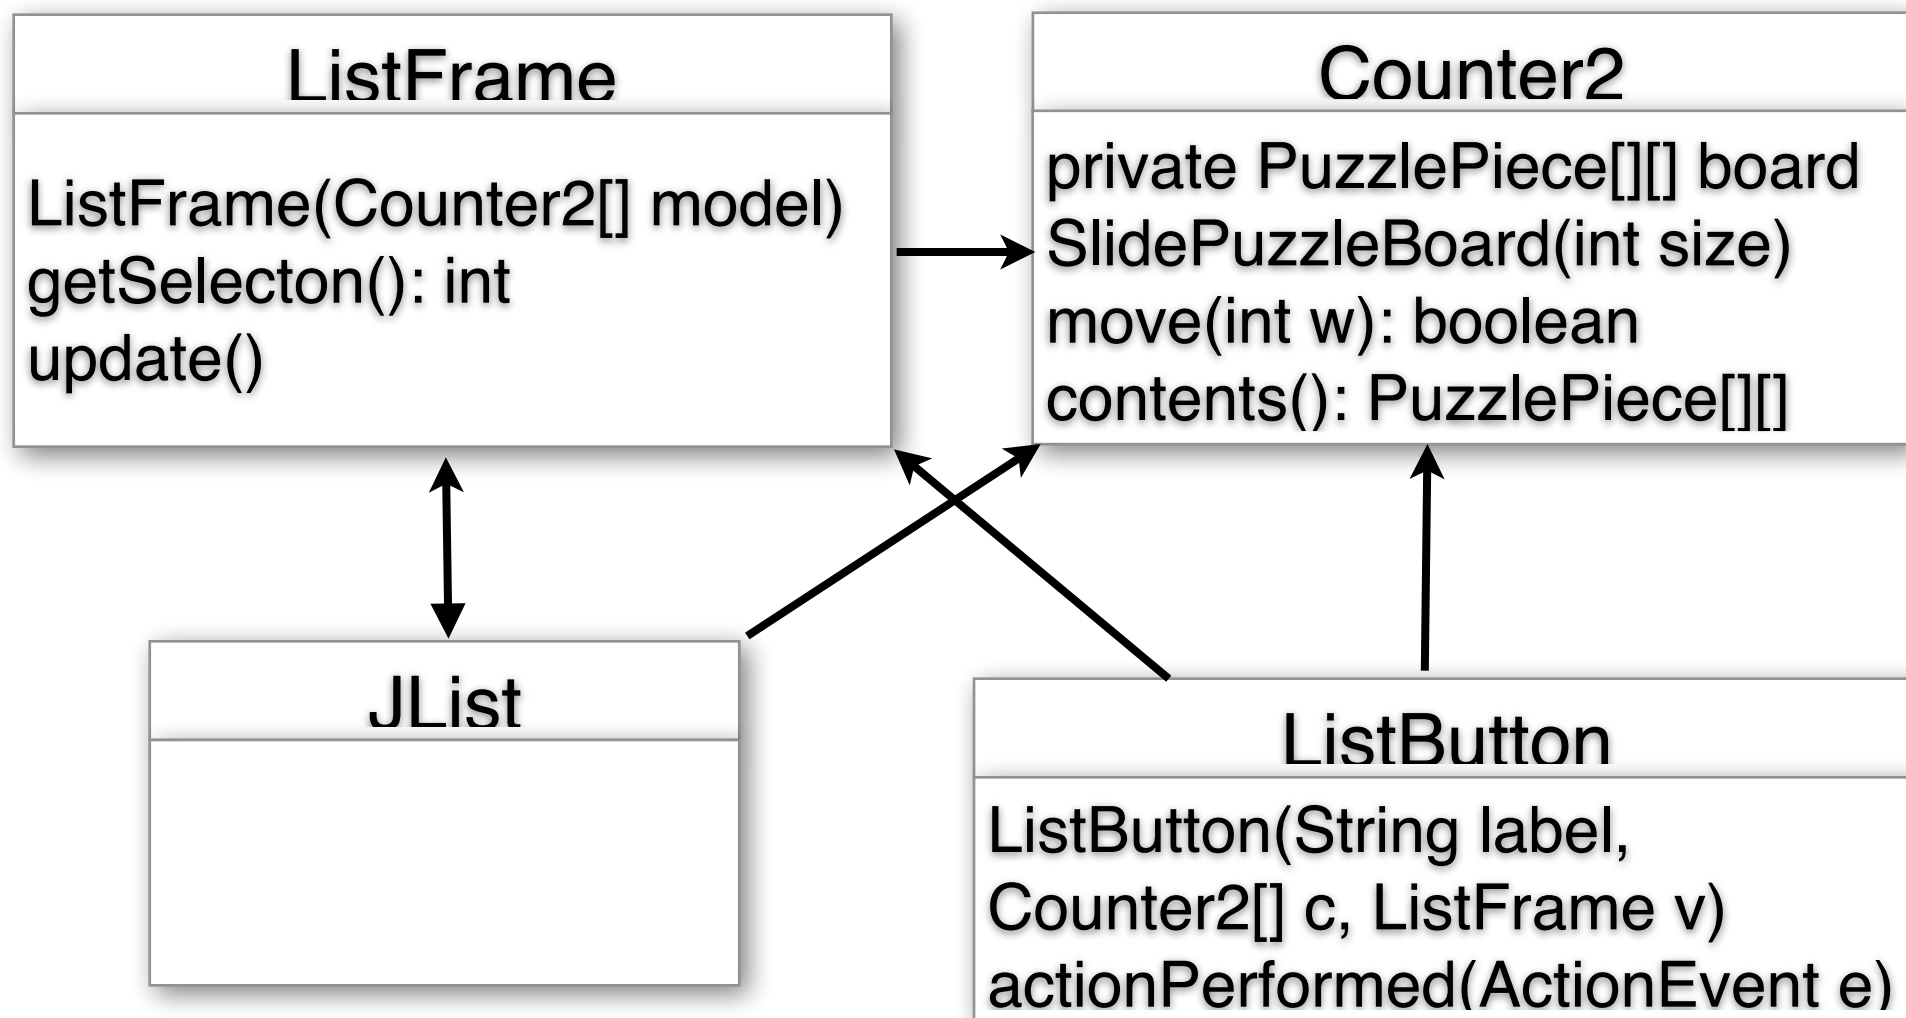 ListFrame
ListFrame(Counter2[] model)
getSelecton(): int
update()
Counter2
private PuzzlePiece[][] board
SlidePuzzleBoard(int size)
move(int w): boolean
contents(): PuzzlePiece[][]
JList
ListButton
ListButton(String label,
Counter2[] c, ListFrame v)
actionPerformed(ActionEvent e)